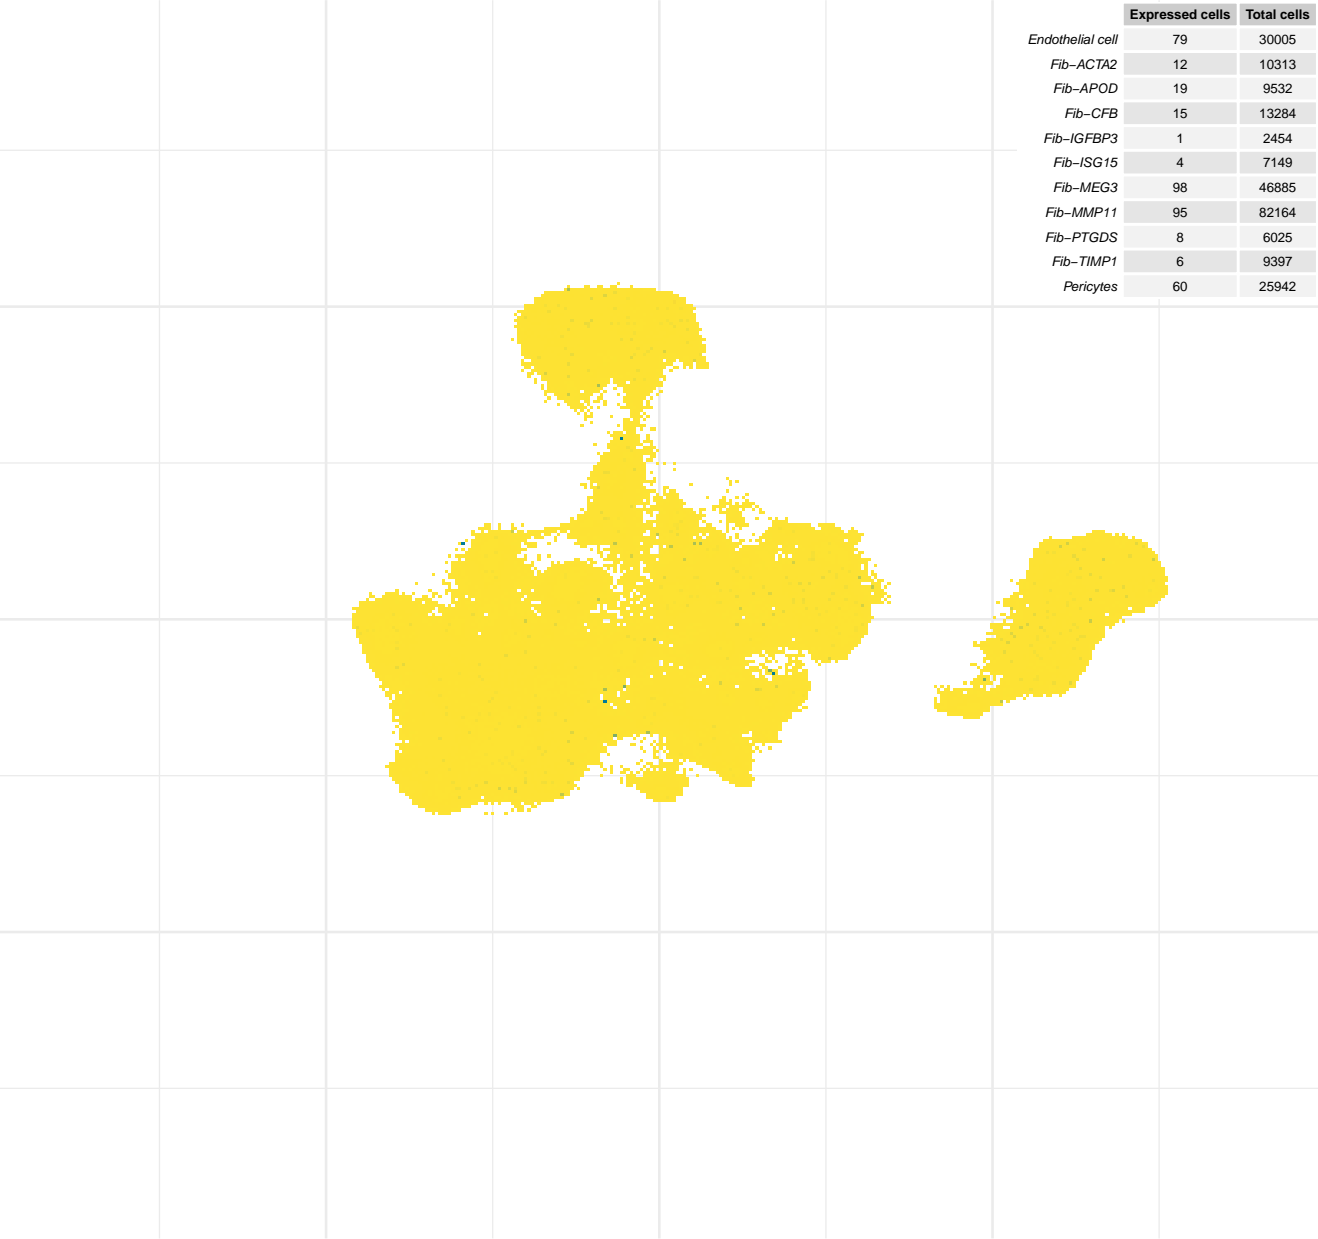 Expressed cells Total cells
Endothelial cell 79 30005
Fib−ACTA2 12 10313
Fib−APOD 19 9532
Fib−CFB 15 13284
Fib−IGFBP3 1 2454
Fib−ISG15 4 7149
Fib−MEG3 98 46885
Fib−MMP11 95 82164
Fib−PTGDS 8 6025
Fib−TIMP1 6 9397
Pericytes 60 25942